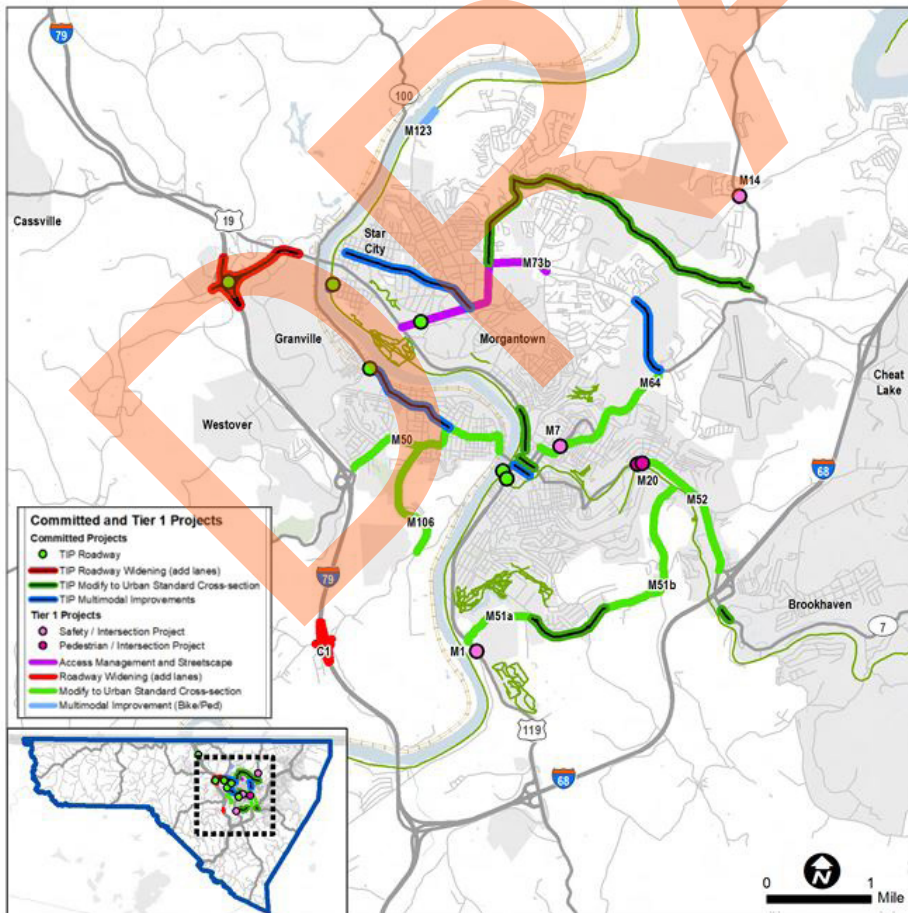 DRA
79
100
M123
M14
Cassville
19
Star
City
M73b
Granville
Morgantown
M64
Cheat
Lake
Westover
M50
M7
68
M20
M52
M106
79
M51b
M51a
Brookhaven
7
C1
M1
119
68
Committed and Tier 1 Projects
Committed Projects
TIP Roadway
TIP Roadway Widening (add lanes)
TIP Modify to Urban Standard Cross-section
TIP Multimodal Improvements
Tier 1 Projects
Safety / Intersection Project
Pedestrian / Intersection Project
Access Management and Streetscape
Roadway Widening (add lanes)
Modify to Urban Standard Cross-section
Multimodal Improvement (Bike/Ped)
N
0 1
Mile